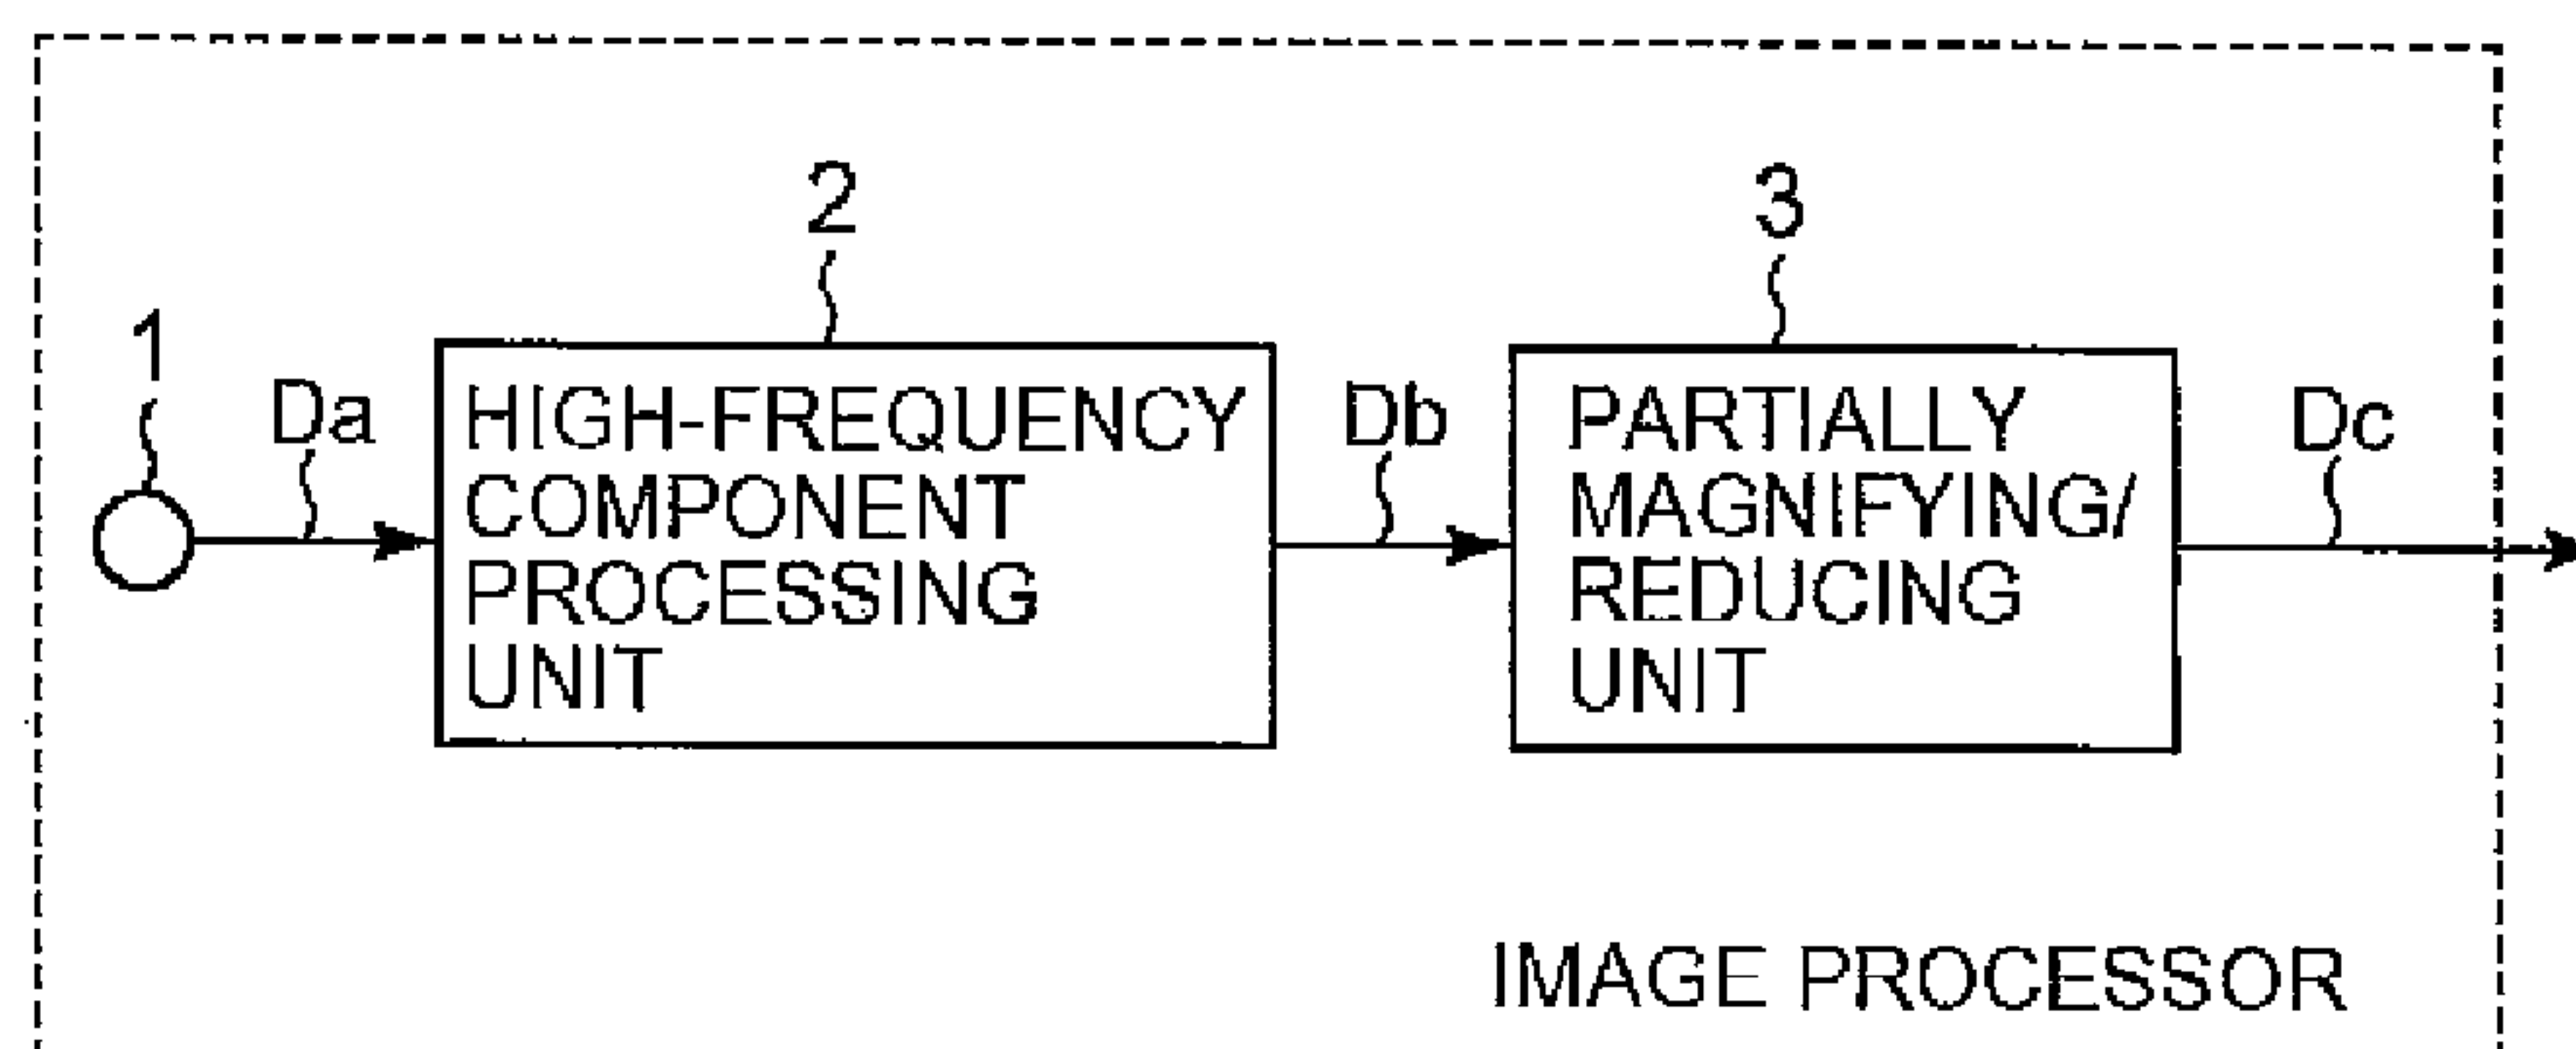 2
3
1
Da
HIGH-FREQUENCY
COMPONENT
PROCESSING
UNIT
Db
PARTIALLY
MAGNIFYING/
REDUCING
UNIT
Dc
IMAGE PROCESSOR